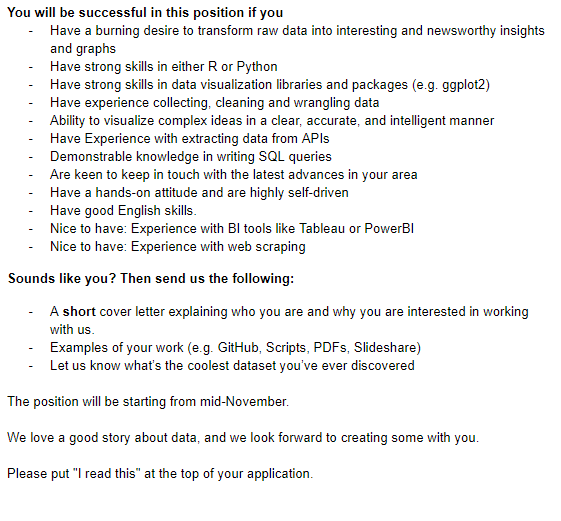 You will be successful in this position if you
- Have a burning desire to transform raw data into interesting and newsworthy insights
and graphs
- Have strong skills in either R or Python
- Have strong skills in data visualization libraries and packages (e.g. ggplot2)
- Have experience collecting, cleaning and wrangling data
- Ability to visualize complex ideas in a clear, accurate, and intelligent manner
- Have Experience with extracting data from APIs
- Demonstrable knowledge in writing SQL queries
- Are keen to keep in touch with the latest advances in your area
- Have a hands-on attitude and are highly self-driven
- Have good English skills.
- Nice to have: Experience with BI tools like Tableau or PowerBI
- Nice to have: Experience with web scraping
Sounds like you? Then send us the following:
- A short cover letter explaining who you are and why you are interested in working
with us.
- Examples of your work (e.g. GitHub, Scripts, PDFs, Slideshare)
- Let us know what's the coolest dataset you've ever discovered
The position will be starting from mid-November.
We love a good story about data, and we look forward to creating some with you.
Please put "I read this" at the top of your application.